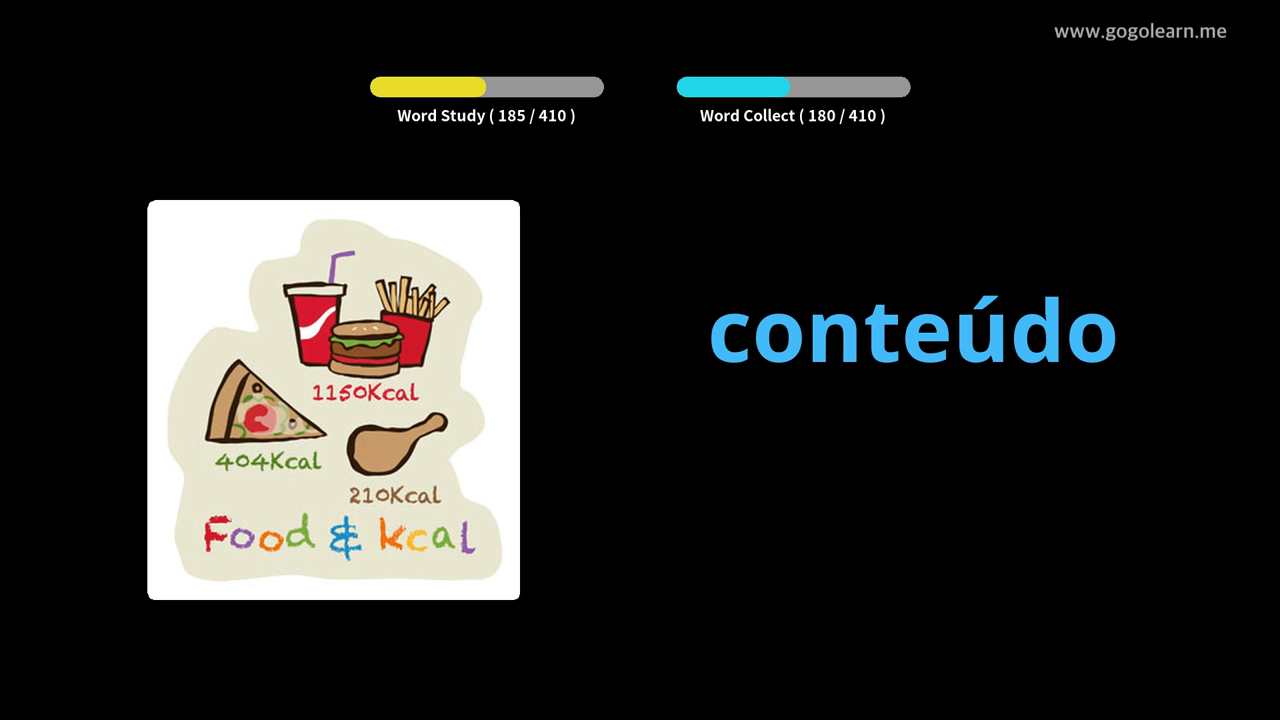 www.gogolearn.me
Word Study ( 185 / 410 )
Word Collect ( 180 / 410 )
1150Kcal
404Kcal
210Kcal
Food & kcal
conteúdo